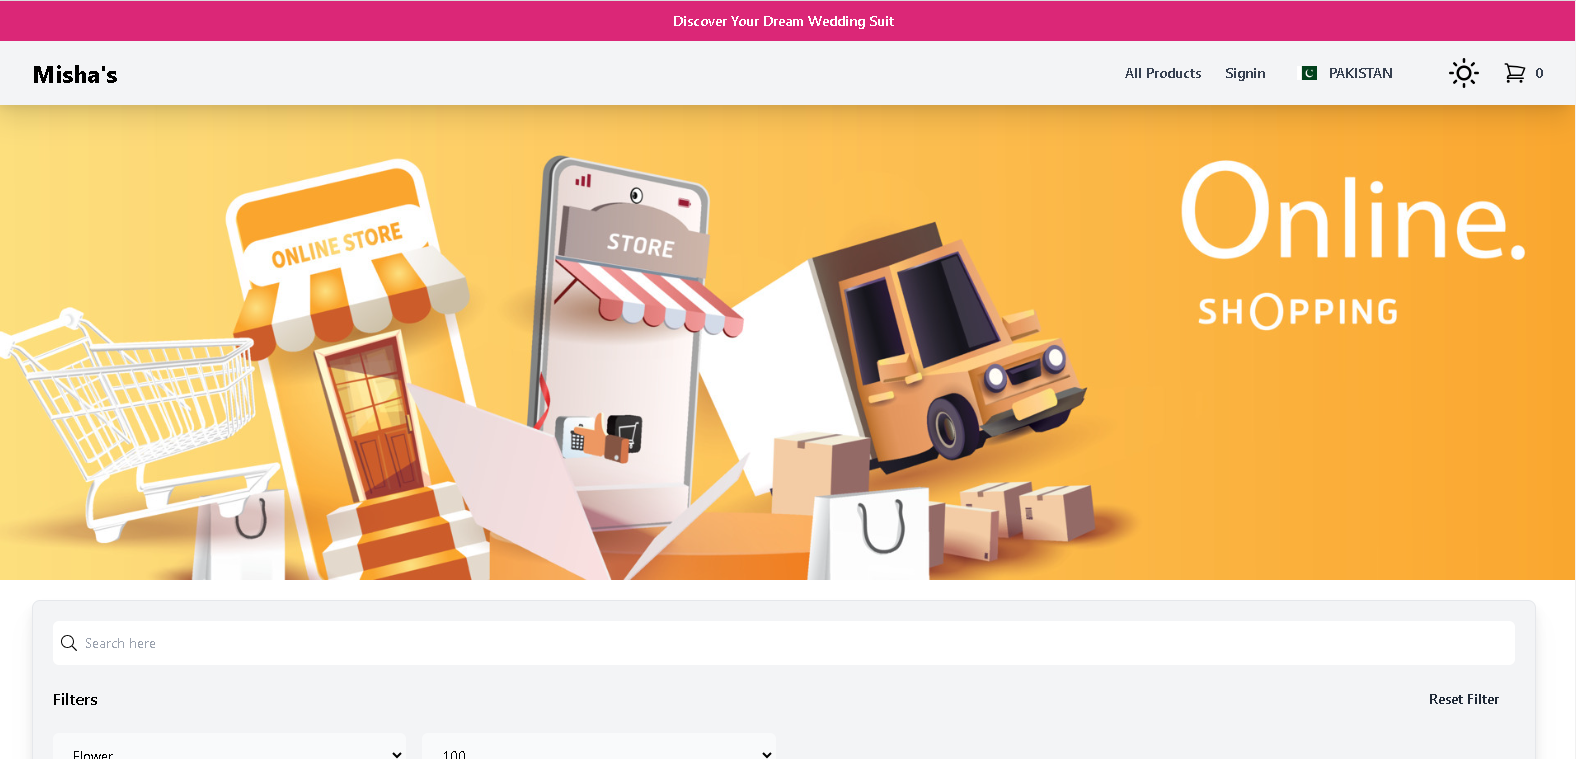 Discover Your Dream Wedding Suit
Misha's
All Products
Signin
PAKISTAN
0
ONLINE STORE
STORE
Online.
SHOPPING
Search here
Filters
Reset Filter
Flower
100